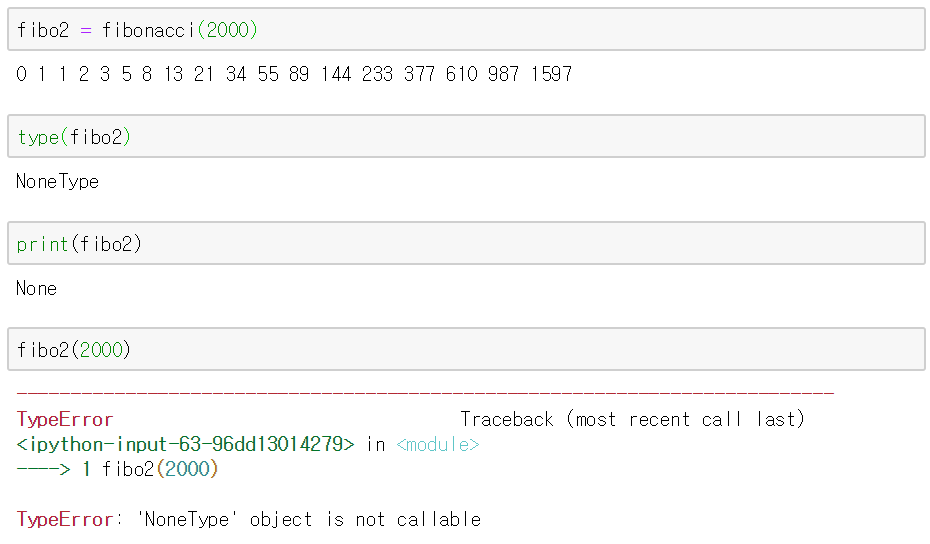 fibo2 = fibonacci(2000)
0 1 1 2 3 5 8 13 21 34 55 89 144 233 377 610 987 1597
type(fibo2)
NoneType
print(fibo2)
None
fibo2(2000)
---------------------------------------------------------------------------
TypeError Traceback (most recent call last)
<ipython-input-63-96dd13014279> in <module>
----> 1 fibo2(2000)
TypeError: 'NoneType' object is not callable